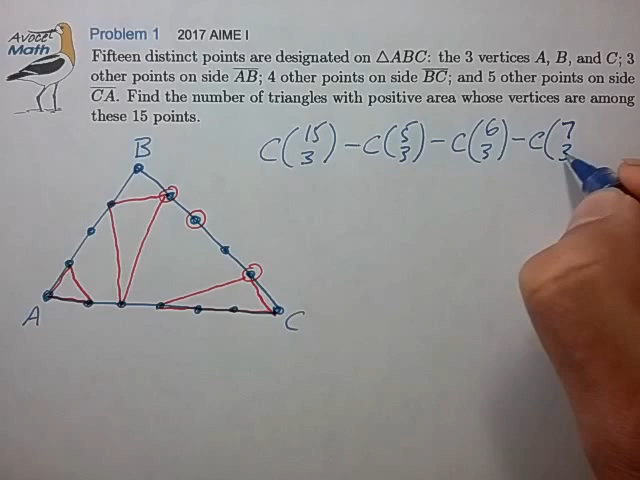 Avocet
Math
Problem 1 2017 AIME I
Fifteen distinct points are designated on △ABC: the 3 vertices A, B, and C; 3
other points on side AB; 4 other points on side BC; and 5 other points on side
CA. Find the number of triangles with positive area whose vertices are among
these 15 points.
C(15 3) - C(5 3) - C(6 3) - C(7 3
B
A
C